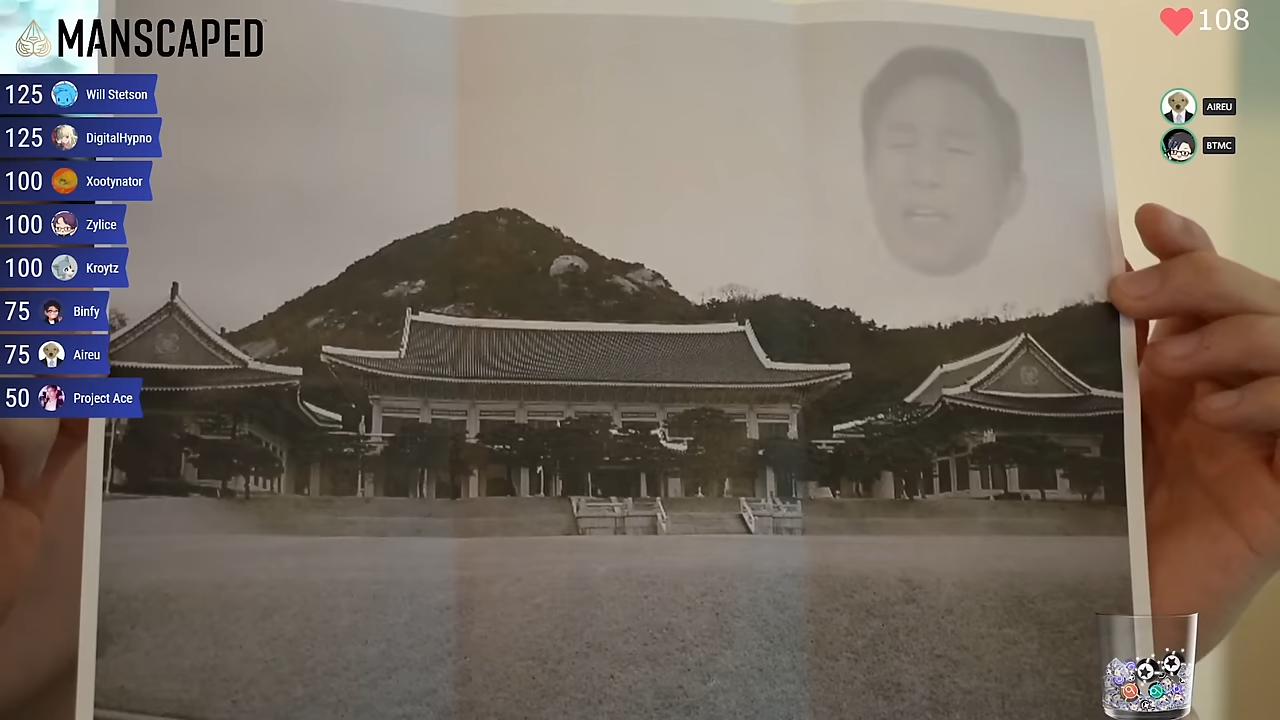 MANSCAPED
108
125 Will Stetson
125 DigitalHypno
100 Xootynator
100 Zylice
100 Kroytz
75 Binfy
75 Aireu
50 Project Ace
AIREU
BTMC